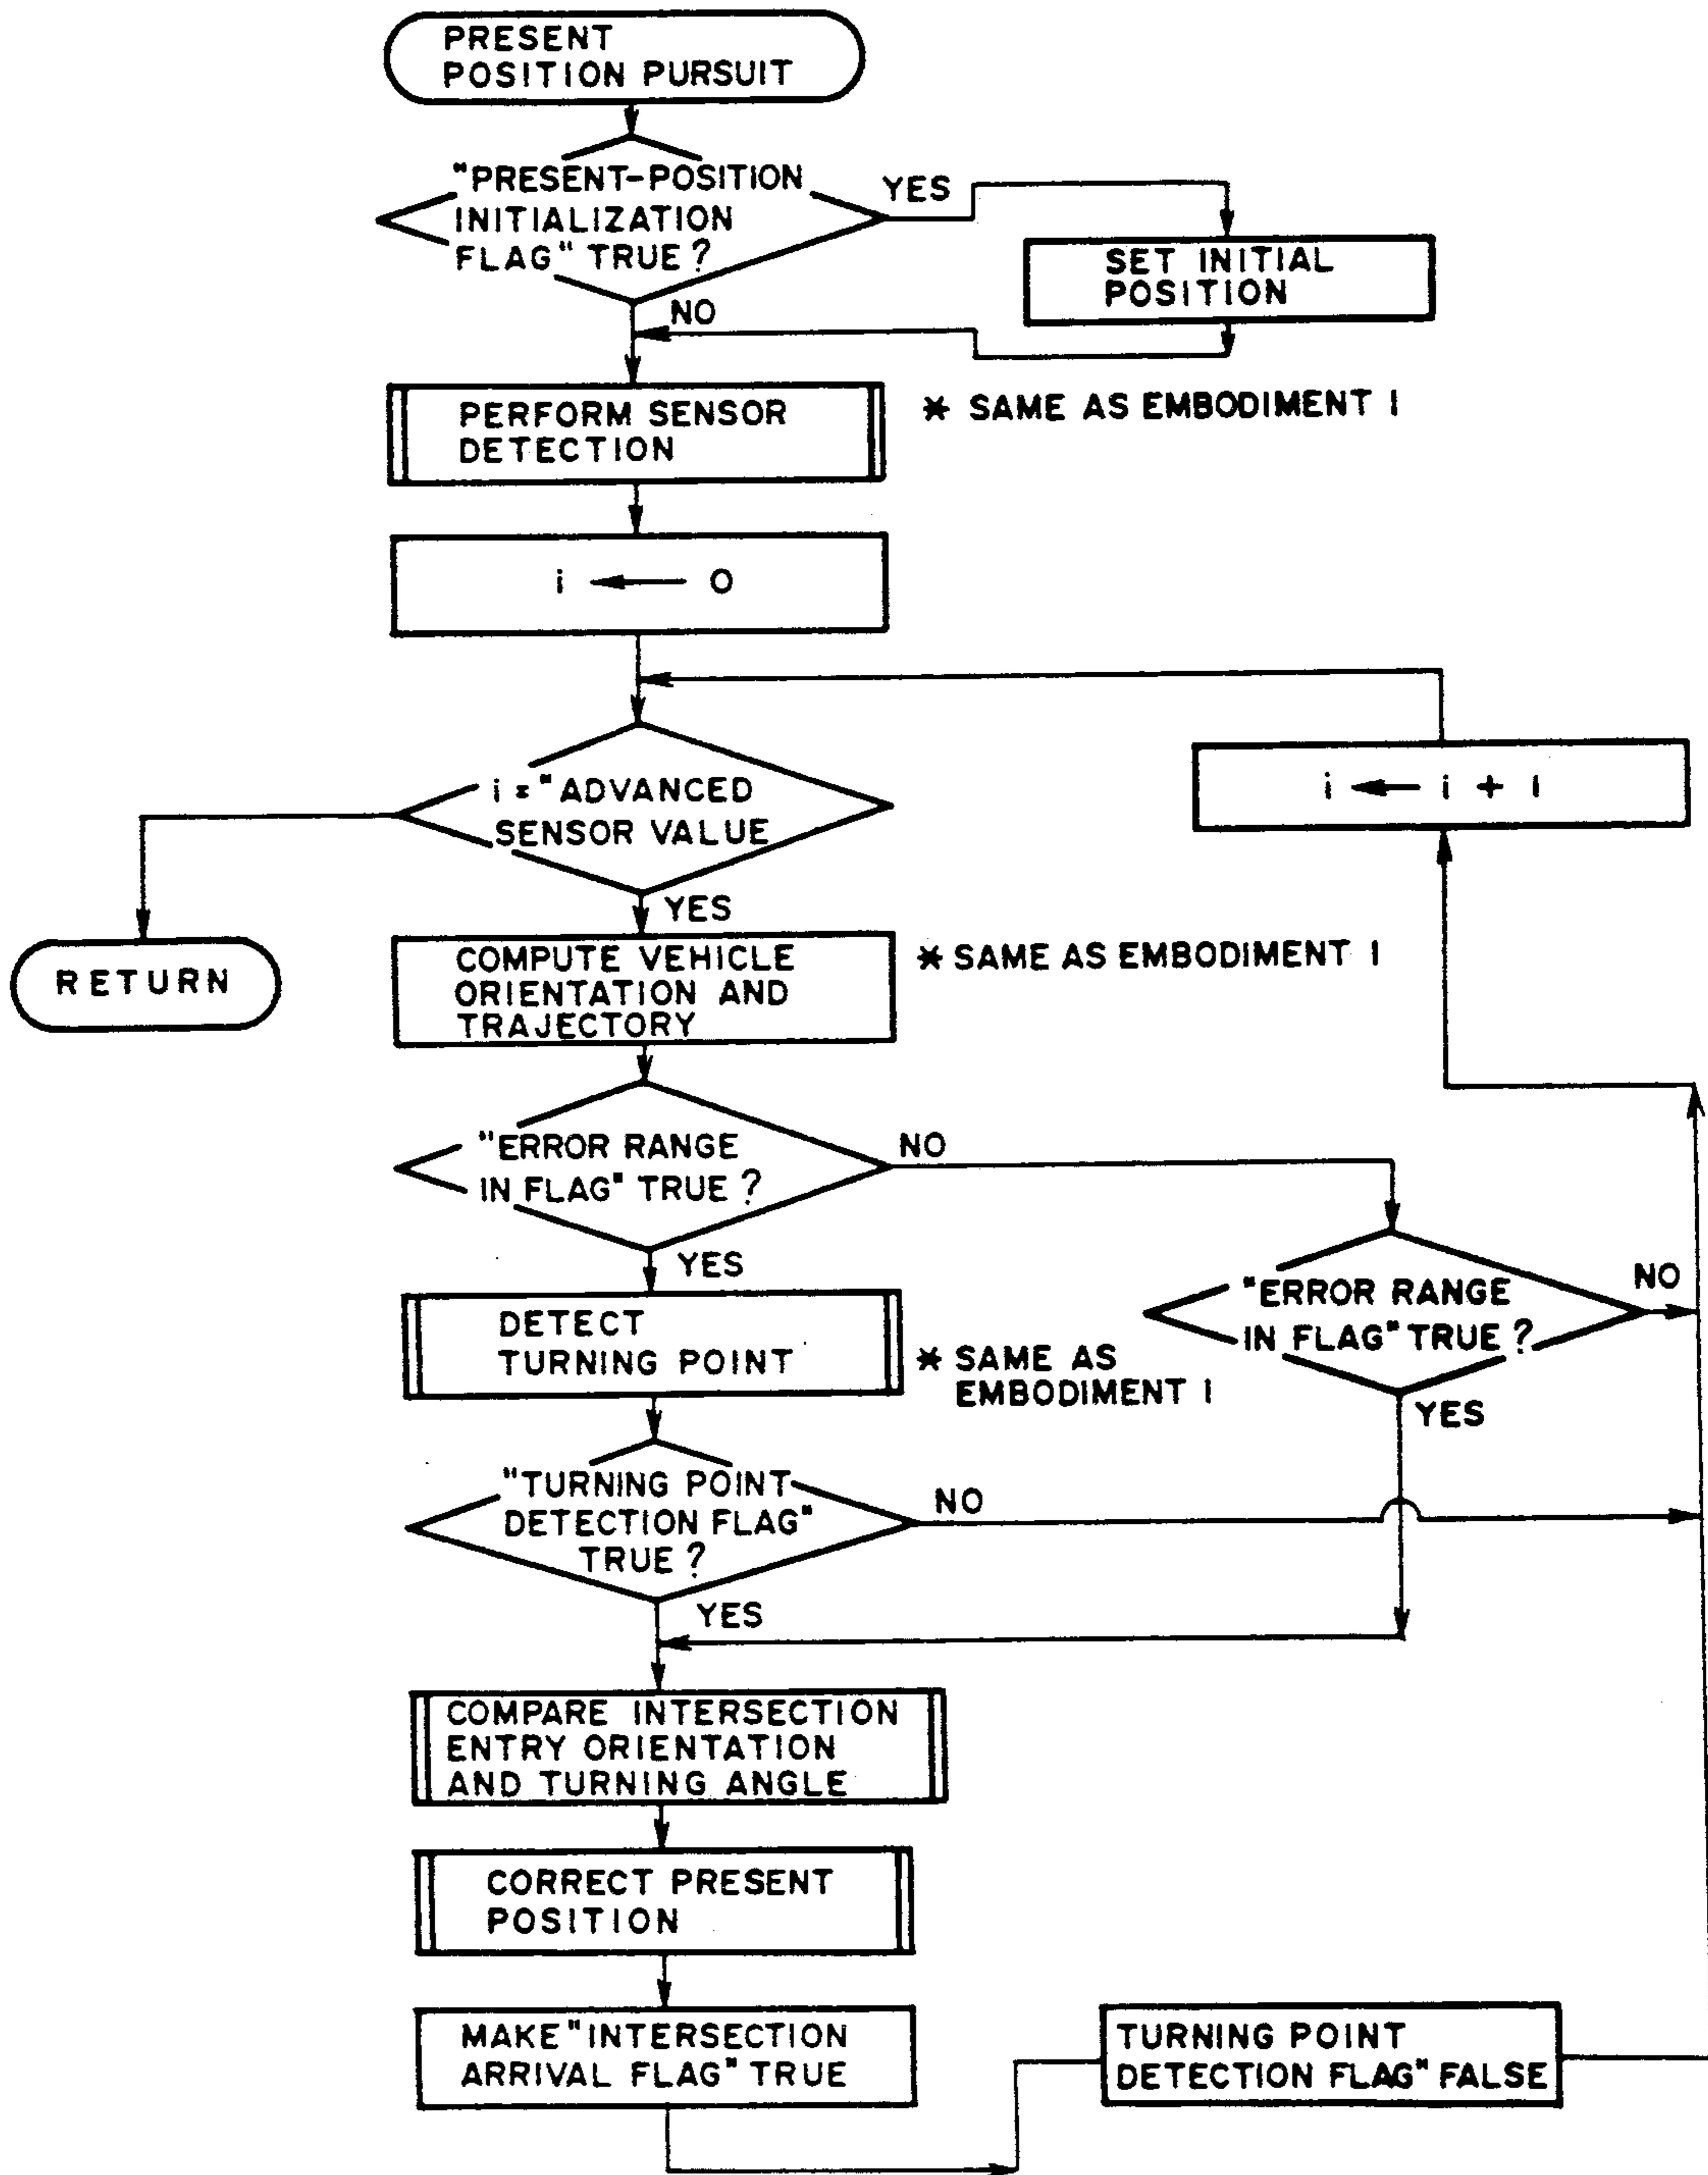 PRESENT
POSITION PURSUIT
"PRESENT-POSITION
INITIALIZATION
FLAG" TRUE?
YES
SET INITIAL
POSITION
NO
PERFORM SENSOR
DETECTION
* SAME AS EMBODIMENT 1
i ← 0
i = "ADVANCED
SENSOR VALUE
i ← i + 1
YES
RETURN
COMPUTE VEHICLE
ORIENTATION AND
TRAJECTORY
* SAME AS EMBODIMENT 1
"ERROR RANGE
IN FLAG" TRUE?
NO
YES
"ERROR RANGE
IN FLAG" TRUE?
NO
YES
DETECT
TURNING POINT
* SAME AS
EMBODIMENT 1
"TURNING POINT
DETECTION FLAG"
TRUE?
NO
YES
COMPARE INTERSECTION
ENTRY ORIENTATION
AND TURNING ANGLE
CORRECT PRESENT
POSITION
MAKE "INTERSECTION
ARRIVAL FLAG" TRUE
TURNING POINT
DETECTION FLAG" FALSE